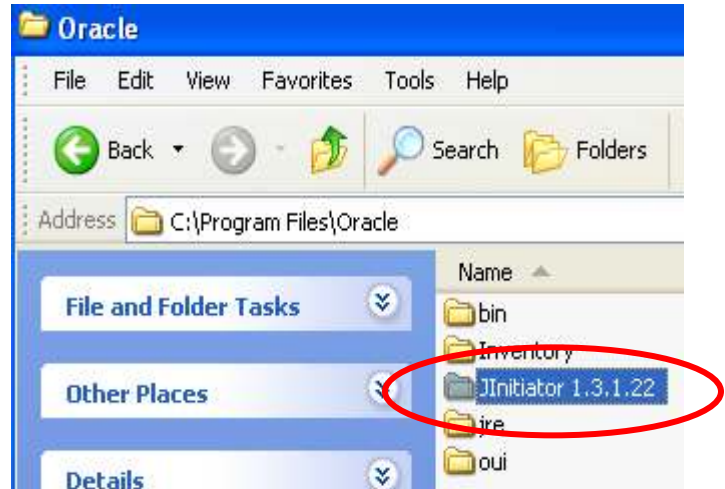 Oracle
File Edit View Favorites Tools Help
Back Search Folders
Address C:\Program Files\Oracle
Name
File and Folder Tasks
bin
Inventory
Other Places
JInitiator 1.3.1.22
jre
Details
oui